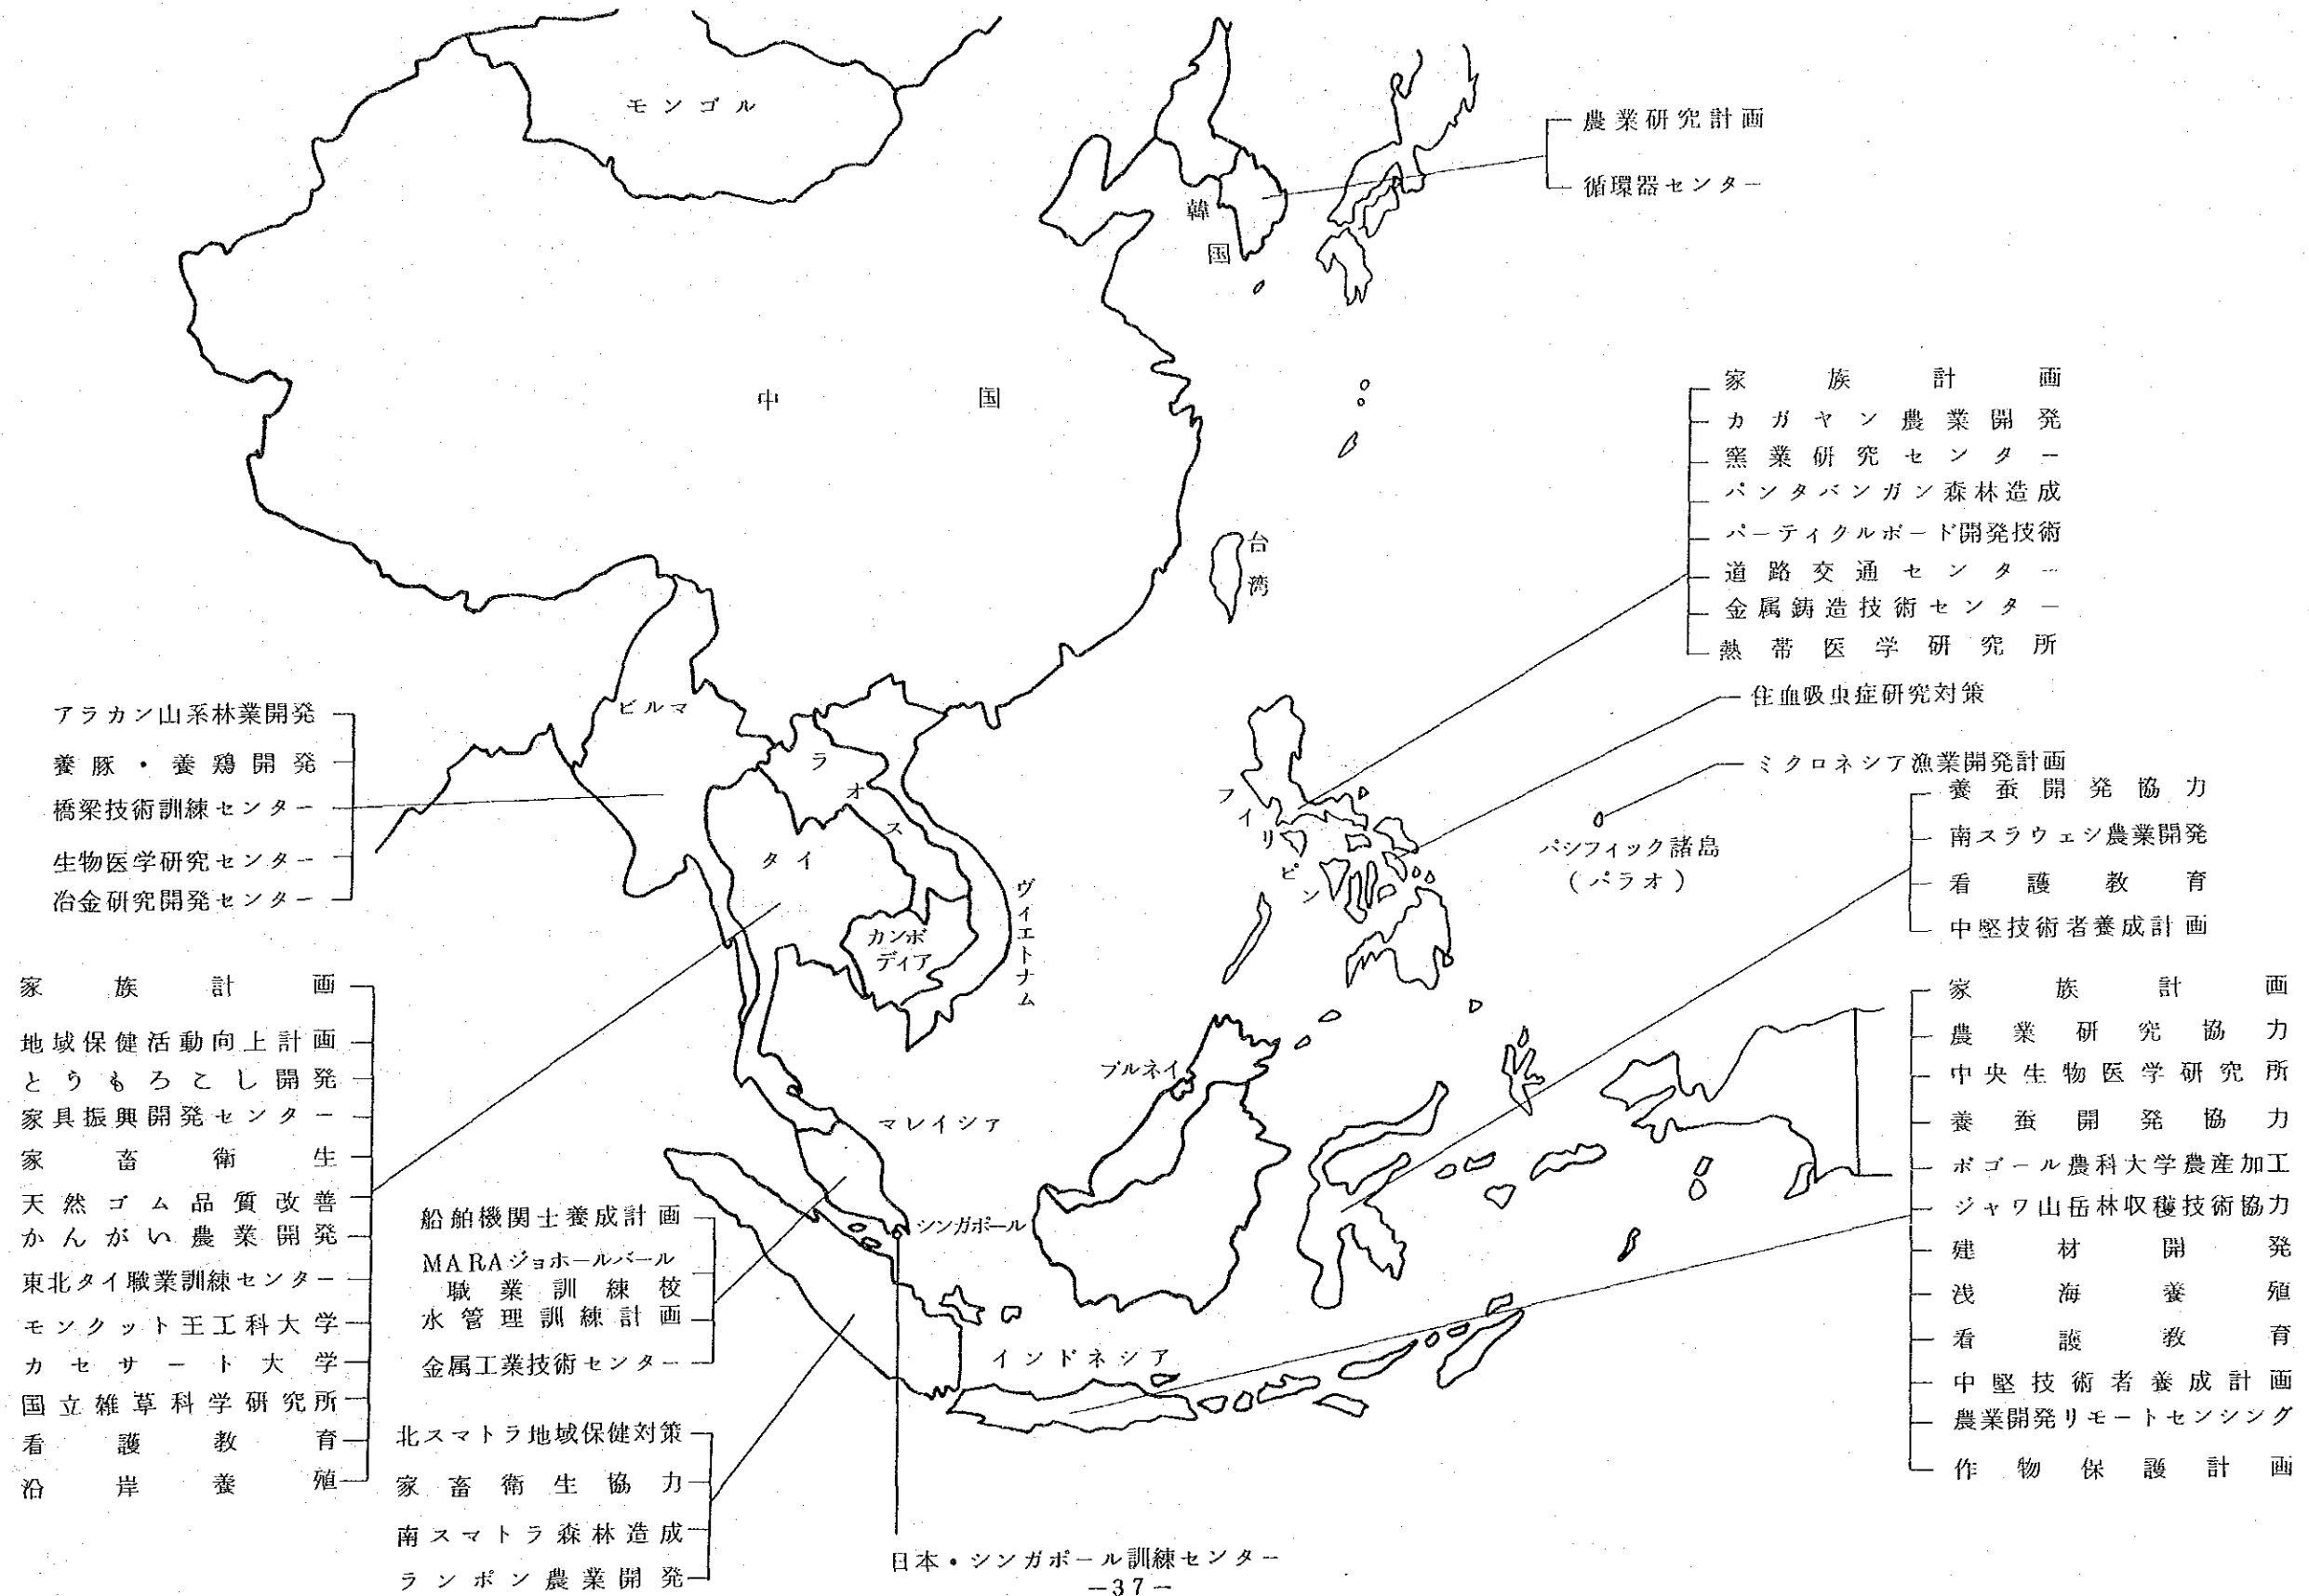 モンゴル
農業研究計画
循環器センター
韓国
中国
台湾
家族計画
カガヤン農業開発
窯業研究センター
パンタバンガン森林造成
パーティクルボード開発技術
道路交通センター
金属鋳造技術センター
熱帯医学研究所
住血吸虫症研究対策
ミクロネシア漁業開発計画
パシフィック諸島
(パラオ)
フィリピン
ビルマ
ラオス
タイ
カンボ
ディア
ヴィエトナム
アラカン山系林業開発
養豚・養鶏開発
橋梁技術訓練センター
生物医学研究センター
冶金研究開発センター
養蚕開発協力
南スラウェシ農業開発
看護教育
中堅技術者養成計画
家族計画
地域保健活動向上計画
とうもろこし開発
家具振興開発センター
家畜衛生
天然ゴム品質改善
かんがい農業開発
東北タイ職業訓練センター
モンクット王工科大学
カセサート大学
国立雑草科学研究所
看護教育
沿岸養殖
ブルネイ
マレイシア
シンガポール
インドネシア
船舶機関士養成計画
MARAジョホールバール
職業訓練校
水管理訓練計画
金属工業技術センター
北スマトラ地域保健対策
家畜衛生協力
南スマトラ森林造成
ランポン農業開発
日本・シンガポール訓練センター
家族計画
農業研究協力
中央生物医学研究所
養蚕開発協力
ボゴール農科大学農産加工
ジャワ山岳林収穫技術協力
建材開発
浅海養殖
看護教育
中堅技術者養成計画
農業開発リモートセンシング
作物保護計画
-37-